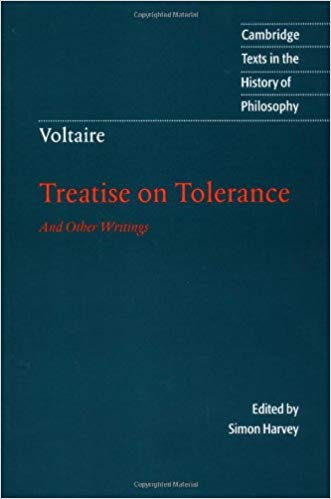 Cambridge
Texts in the
History of
Philosophy
Voltaire
Treatise on Tolerance
And Other Writings
Edited by
Simon Harvey